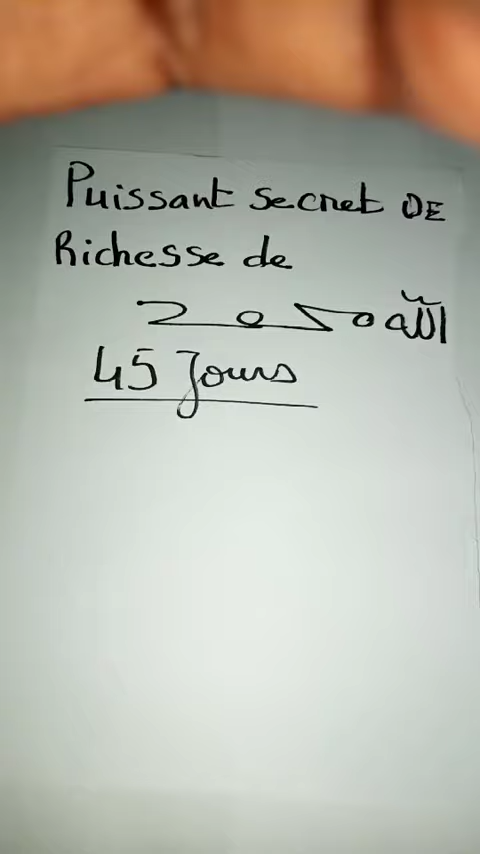 Puissant Secret DE
Richesse de
الله
45 Jours